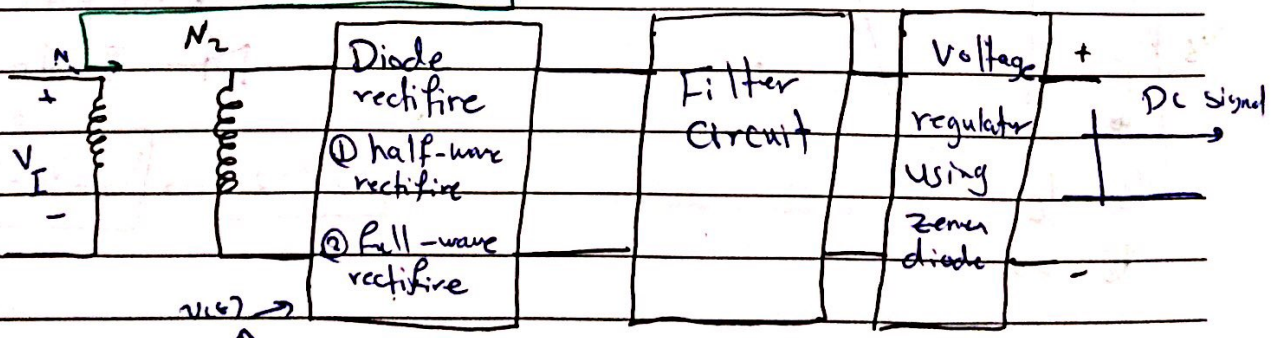 N₁
N₂
+
V
I
-
Diode
rectifire
① half-wave
rectifire
② full-wave
rectifire
Filter
Circuit
Voltage
regulator
using
zener
diode
+
-
DC signal